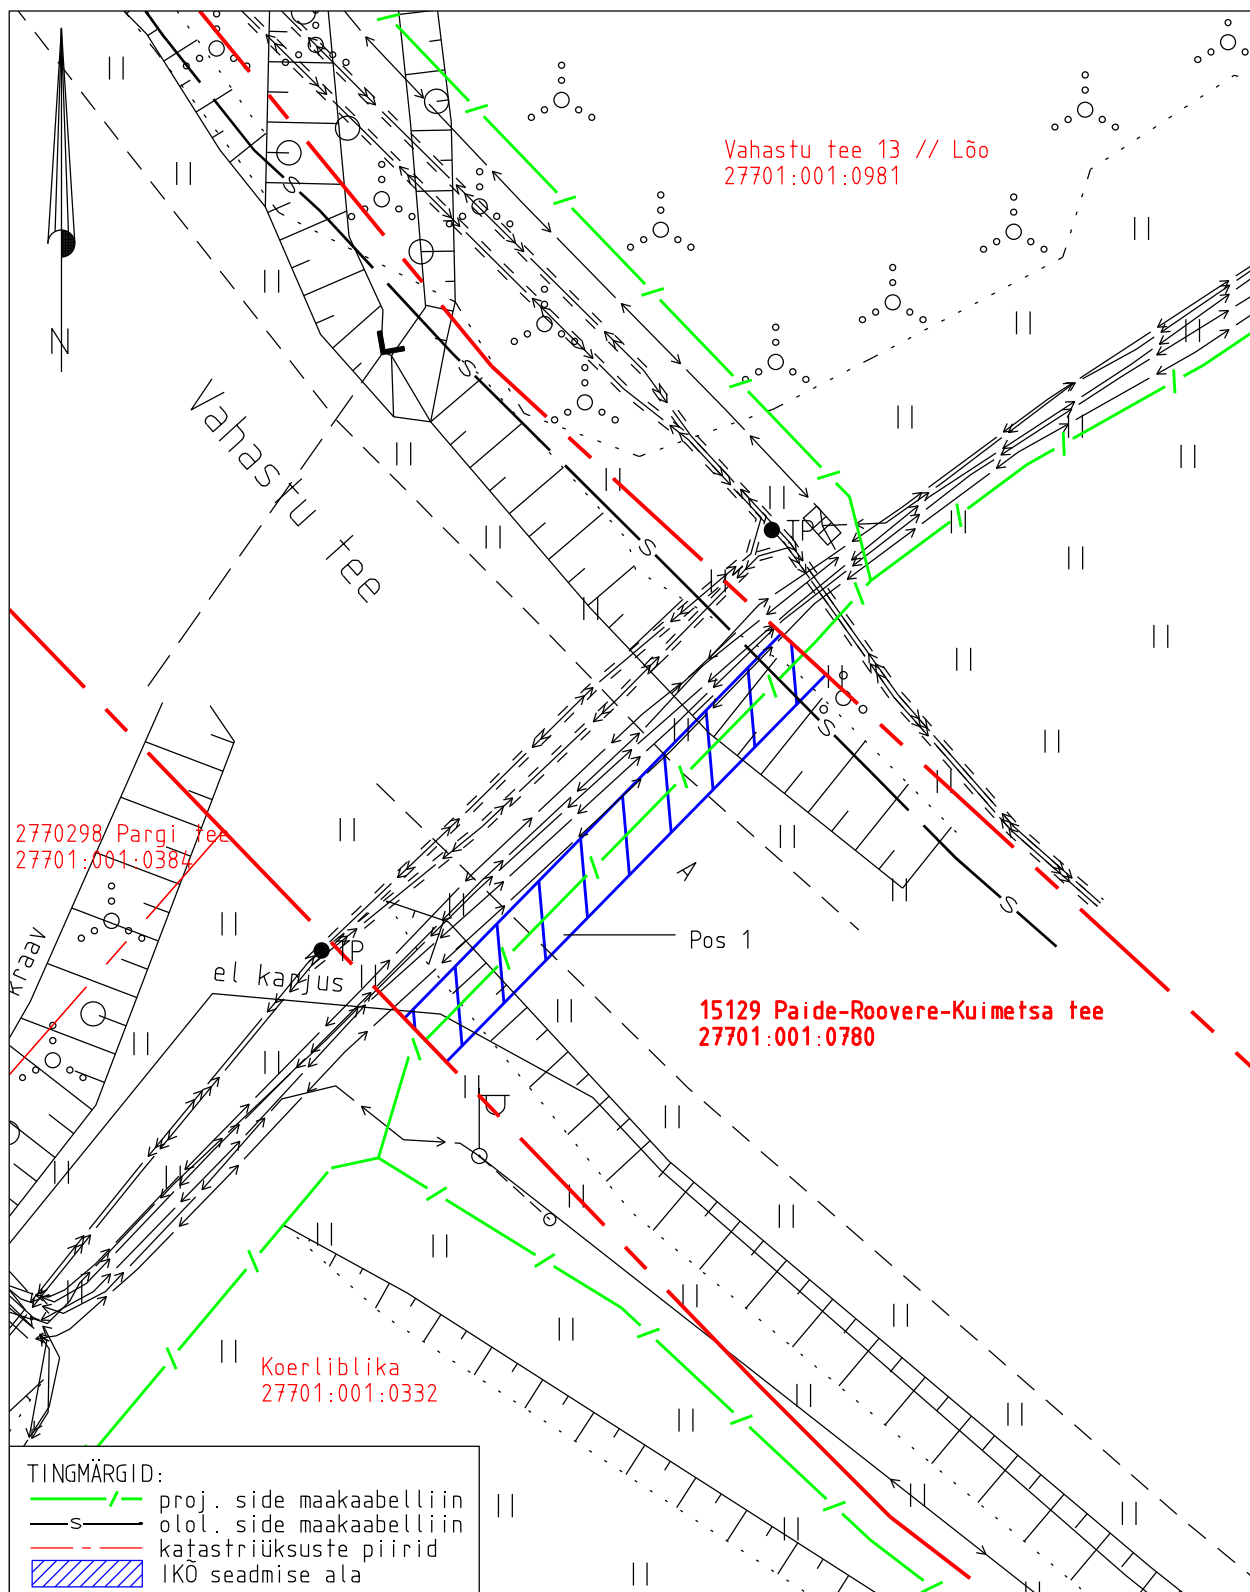 Vahastu tee 13 // Lõo
27701:001:0981
N
S
S
Vahastu tee
S
TP
S
2770298 Pargi tee
27701:001:0384
A
S
Pos 1
TP
kraav
el karjus
15129 Paide-Roovere-Kuimetsa tee
27701:001:0780
Koerliblika
27701:001:0332
TINGMÄRGID:
proj. side maakaabelliin
S olol. side maakaabelliin
katastriüksuste piirid
IKÕ seadmise ala